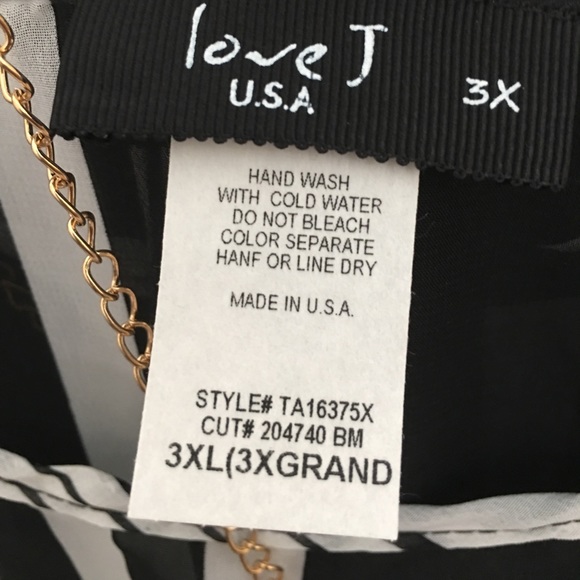 love J
U.S.A
3X
HAND WASH
WITH COLD WATER
DO NOT BLEACH
COLOR SEPARATE
HANF OR LINE DRY
MADE IN U.S.A.
STYLE# TA16375X
CUT# 204740 BM
3XL(3XGRAND